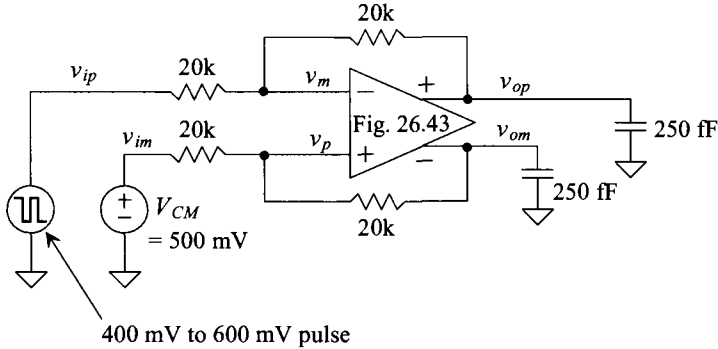 20k
v_ip
20k
v_m
−
+
v_op
Fig. 26.43
250 fF
20k
v_im
v_p
+
−
v_om
250 fF
+
−
V_CM
= 500 mV
20k
400 mV to 600 mV pulse